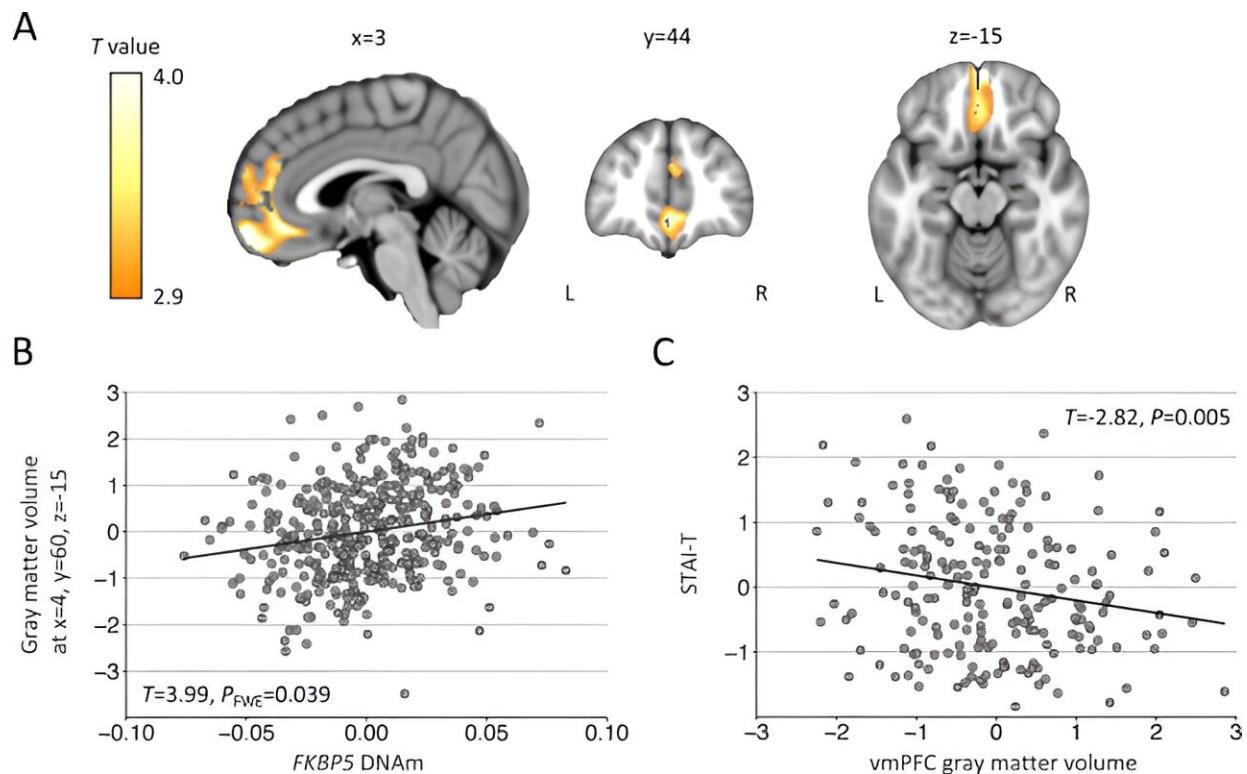 A
T value
x=3
y=44
z=-15
4.0
2.9
L
R
L
R
B
3
2
1
0
−1
−2
−3
Gray matter volume
at x=4, y=60, z=-15
T=3.99, PFWE=0.039
−0.10
−0.05
0.00
0.05
0.10
FKBP5 DNAm
C
T=-2.82, P=0.005
3
2
1
0
−1
STAI-T
−3
−2
−1
0
1
2
3
vmPFC gray matter volume